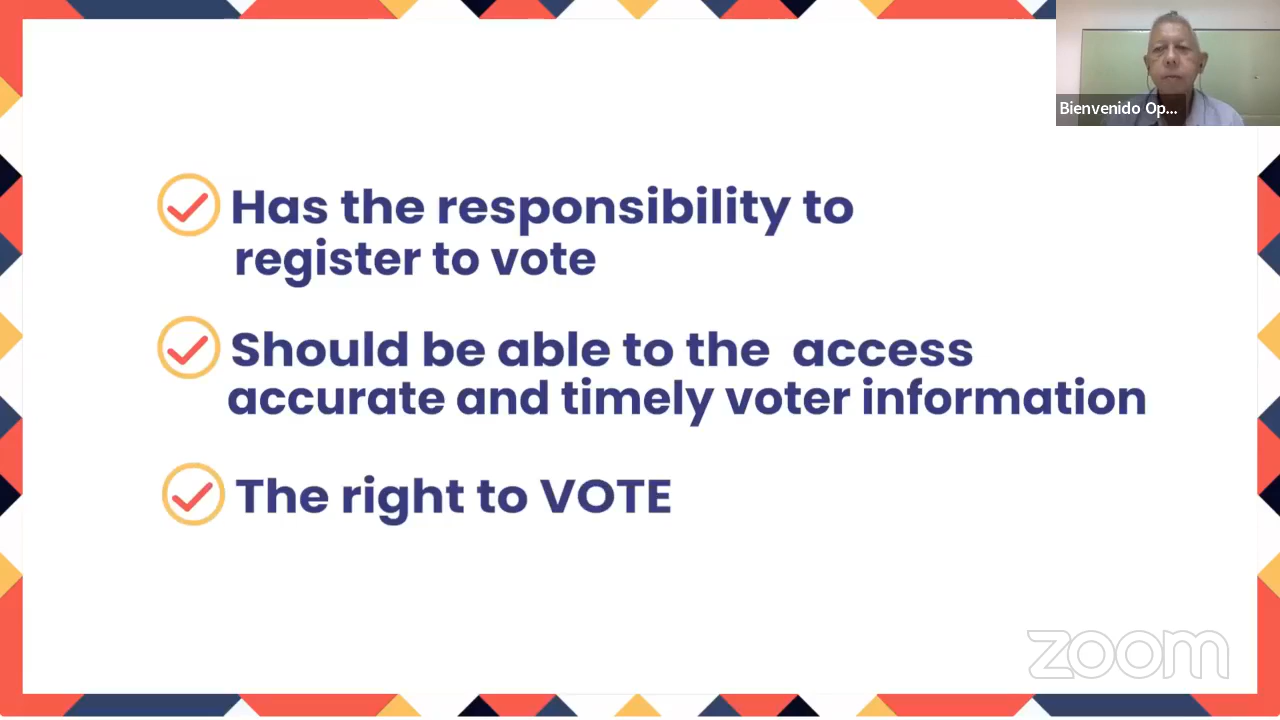 Bienvenido Op...
Has the responsibility to
register to vote
Should be able to the access
accurate and timely voter information
The right to VOTE
zoom